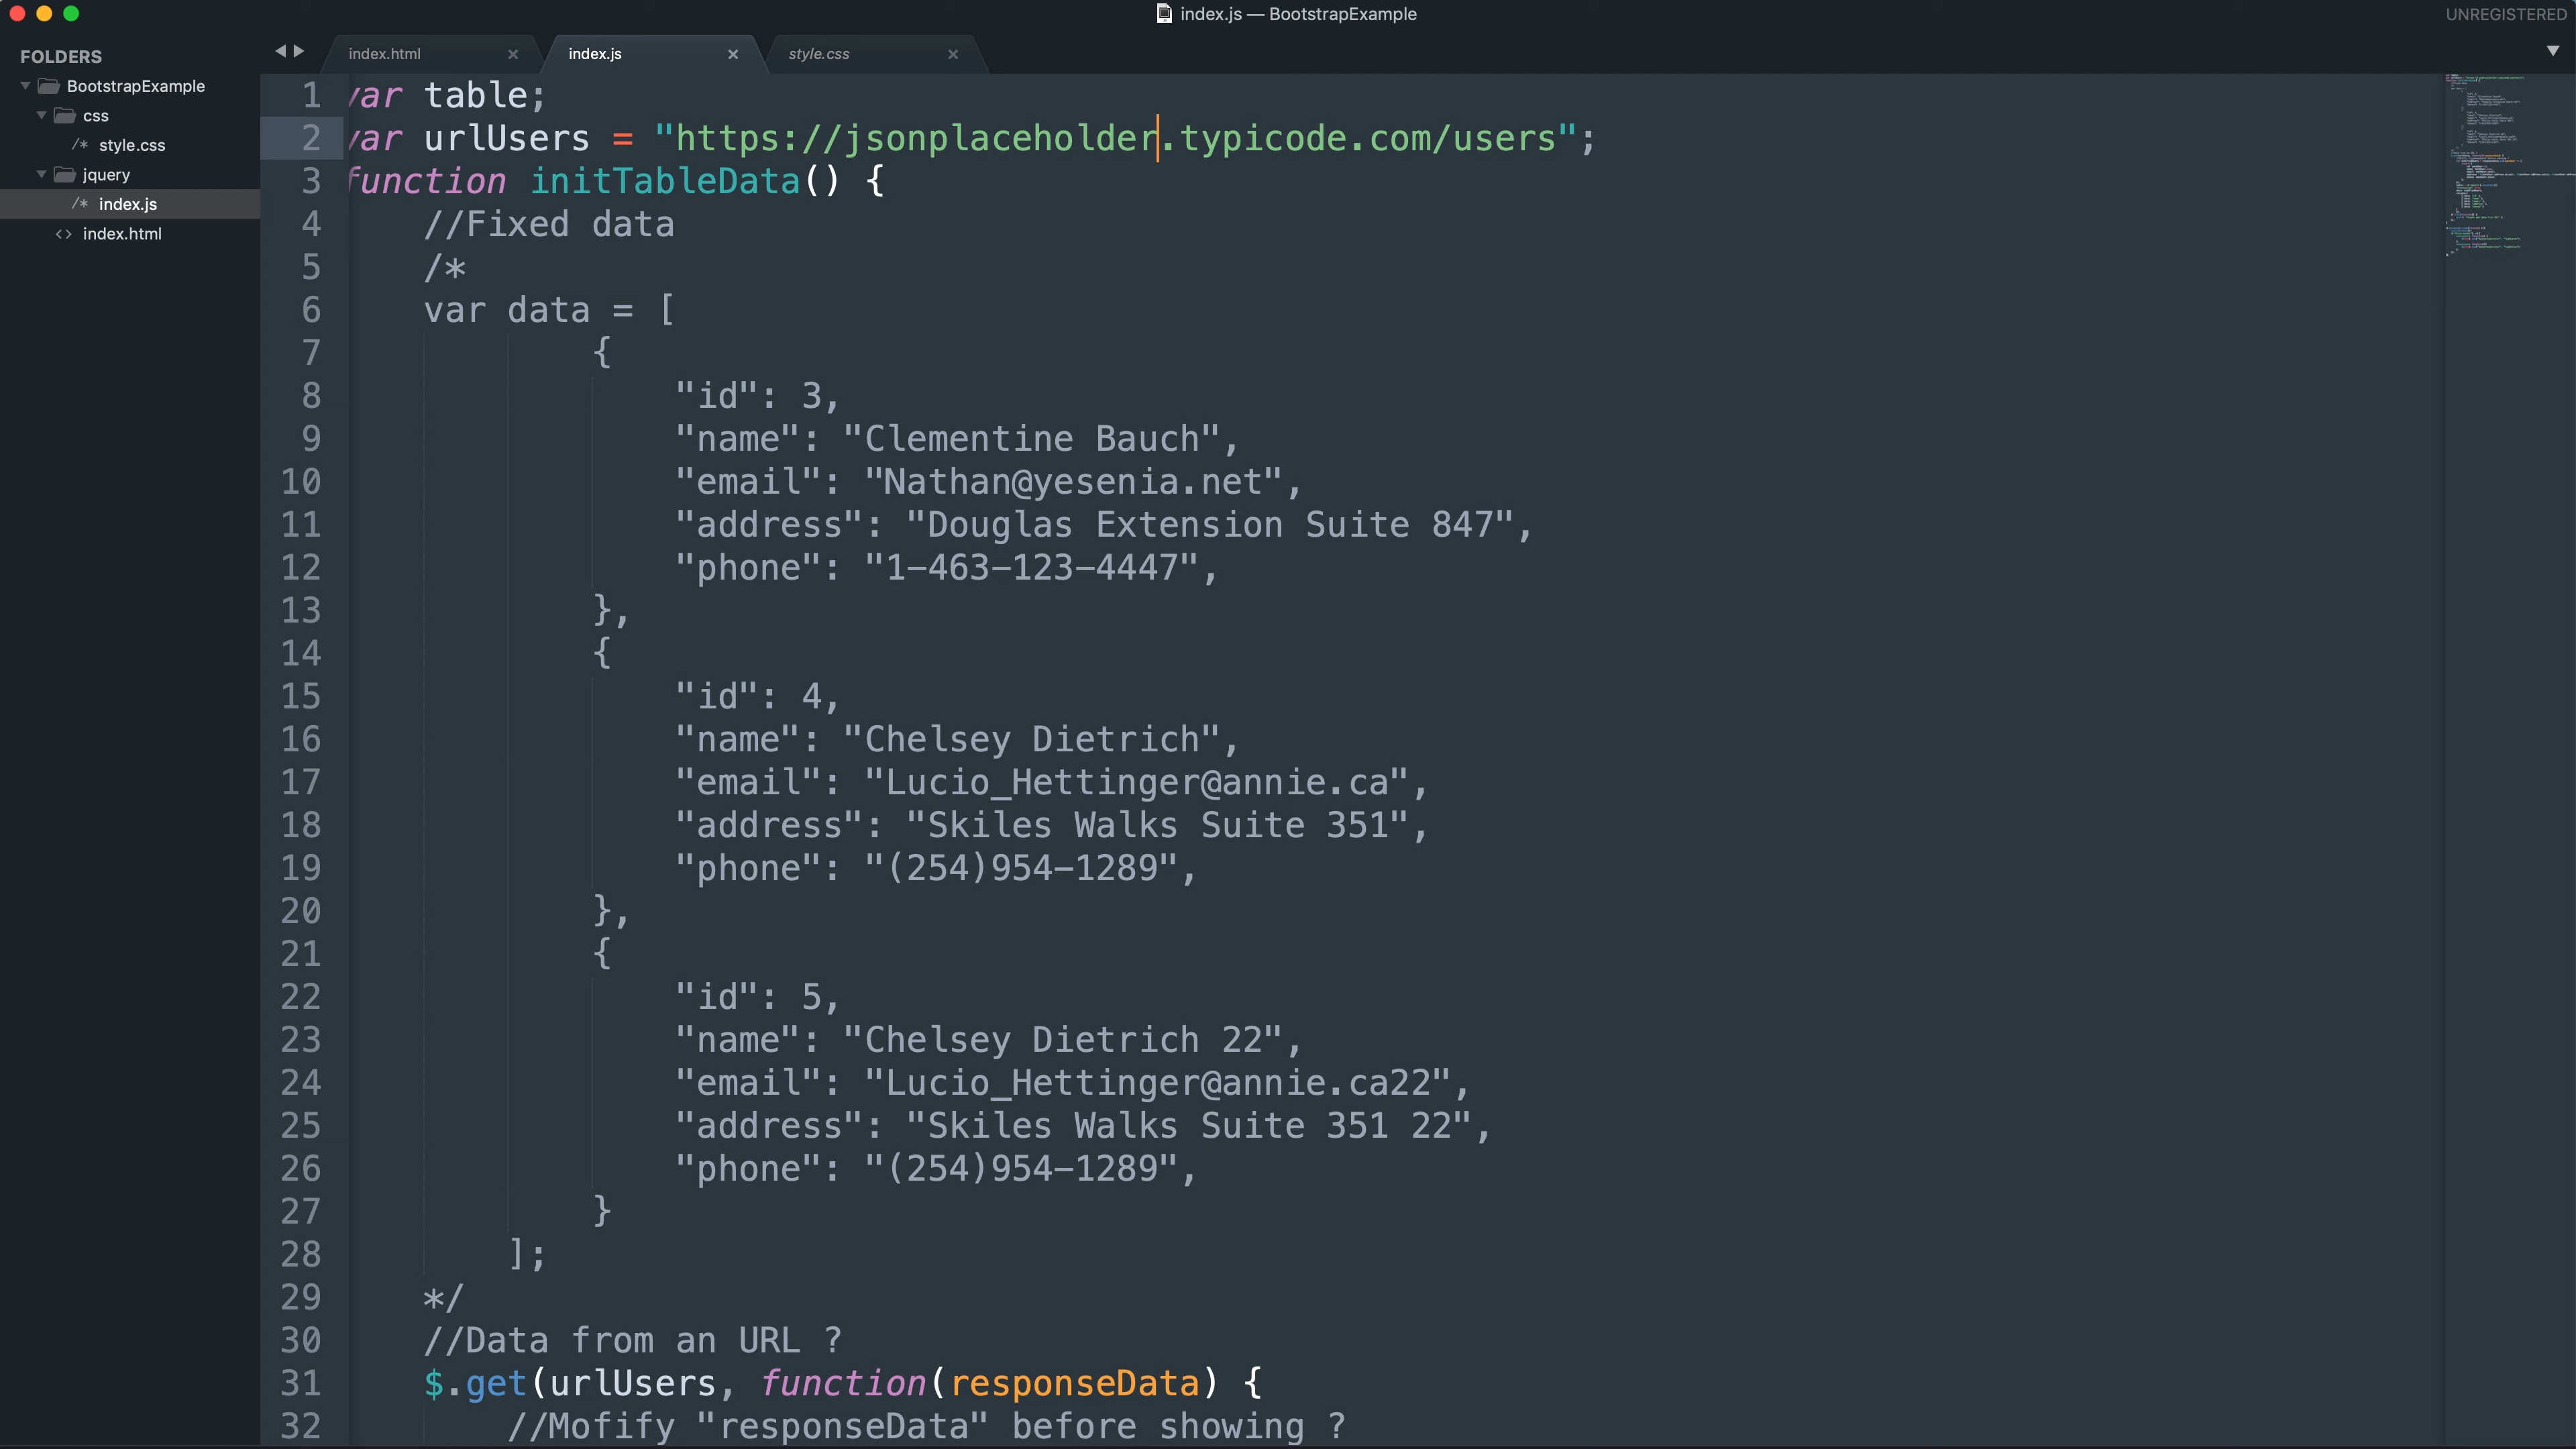 index.js — BootstrapExample
UNREGISTERED
FOLDERS
BootstrapExample
css
/* style.css
jquery
/* index.js
<> index.html
index.html
index.js
style.css
1 var table;
2 var urlUsers = "https://jsonplaceholder.typicode.com/users";
3 function initTableData() {
4 //Fixed data
5 /*
6 var data = [
7 {
8 "id": 3,
9 "name": "Clementine Bauch",
10 "email": "Nathan@yesenia.net",
11 "address": "Douglas Extension Suite 847",
12 "phone": "1-463-123-4447",
13 },
14 {
15 "id": 4,
16 "name": "Chelsey Dietrich",
17 "email": "Lucio_Hettinger@annie.ca",
18 "address": "Skiles Walks Suite 351",
19 "phone": "(254)954-1289",
20 },
21 {
22 "id": 5,
23 "name": "Chelsey Dietrich 22",
24 "email": "Lucio_Hettinger@annie.ca22",
25 "address": "Skiles Walks Suite 351 22",
26 "phone": "(254)954-1289",
27 }
28 ];
29 */
30 //Data from an URL ?
31 $.get(urlUsers, function(responseData) {
32 //Mofify "responseData" before showing ?